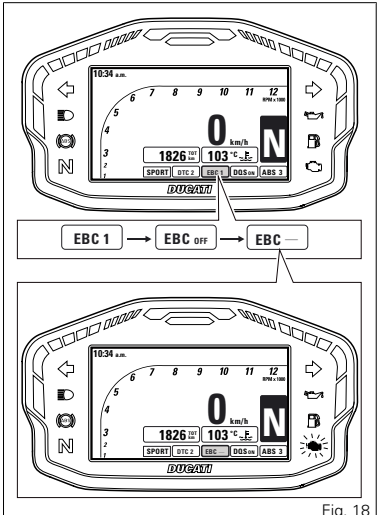 10:34 a.m.
6 7 8 9 10 11 12
RPM x 1000
5
4
0 km/h
N
3
1826 TOT km 103 °C
2
SPORT DTC 2 EBC 1 DQS ON ABS 3
1
ABS
N
DUCATI
EBC 1 EBC OFF EBC —
10:34 a.m.
6 7 8 9 10 11 12
RPM x 1000
5
4
0 km/h
N
3
1826 TOT km 103 °C
2
SPORT DTC 2 EBC — DQS ON ABS 3
1
ABS
N
DUCATI
Fig. 18